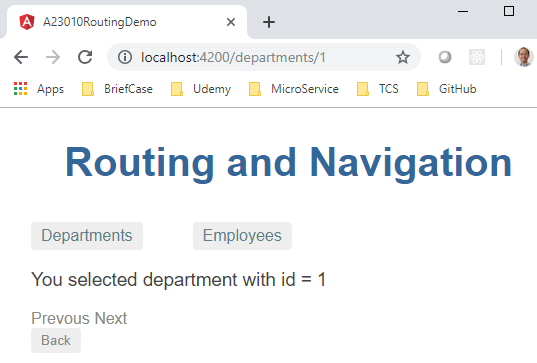 A23010RoutingDemo
localhost:4200/departments/1
Apps BriefCase Udemy MicroService TCS GitHub
Routing and Navigation
Departments Employees
You selected department with id = 1
Prevous Next
Back